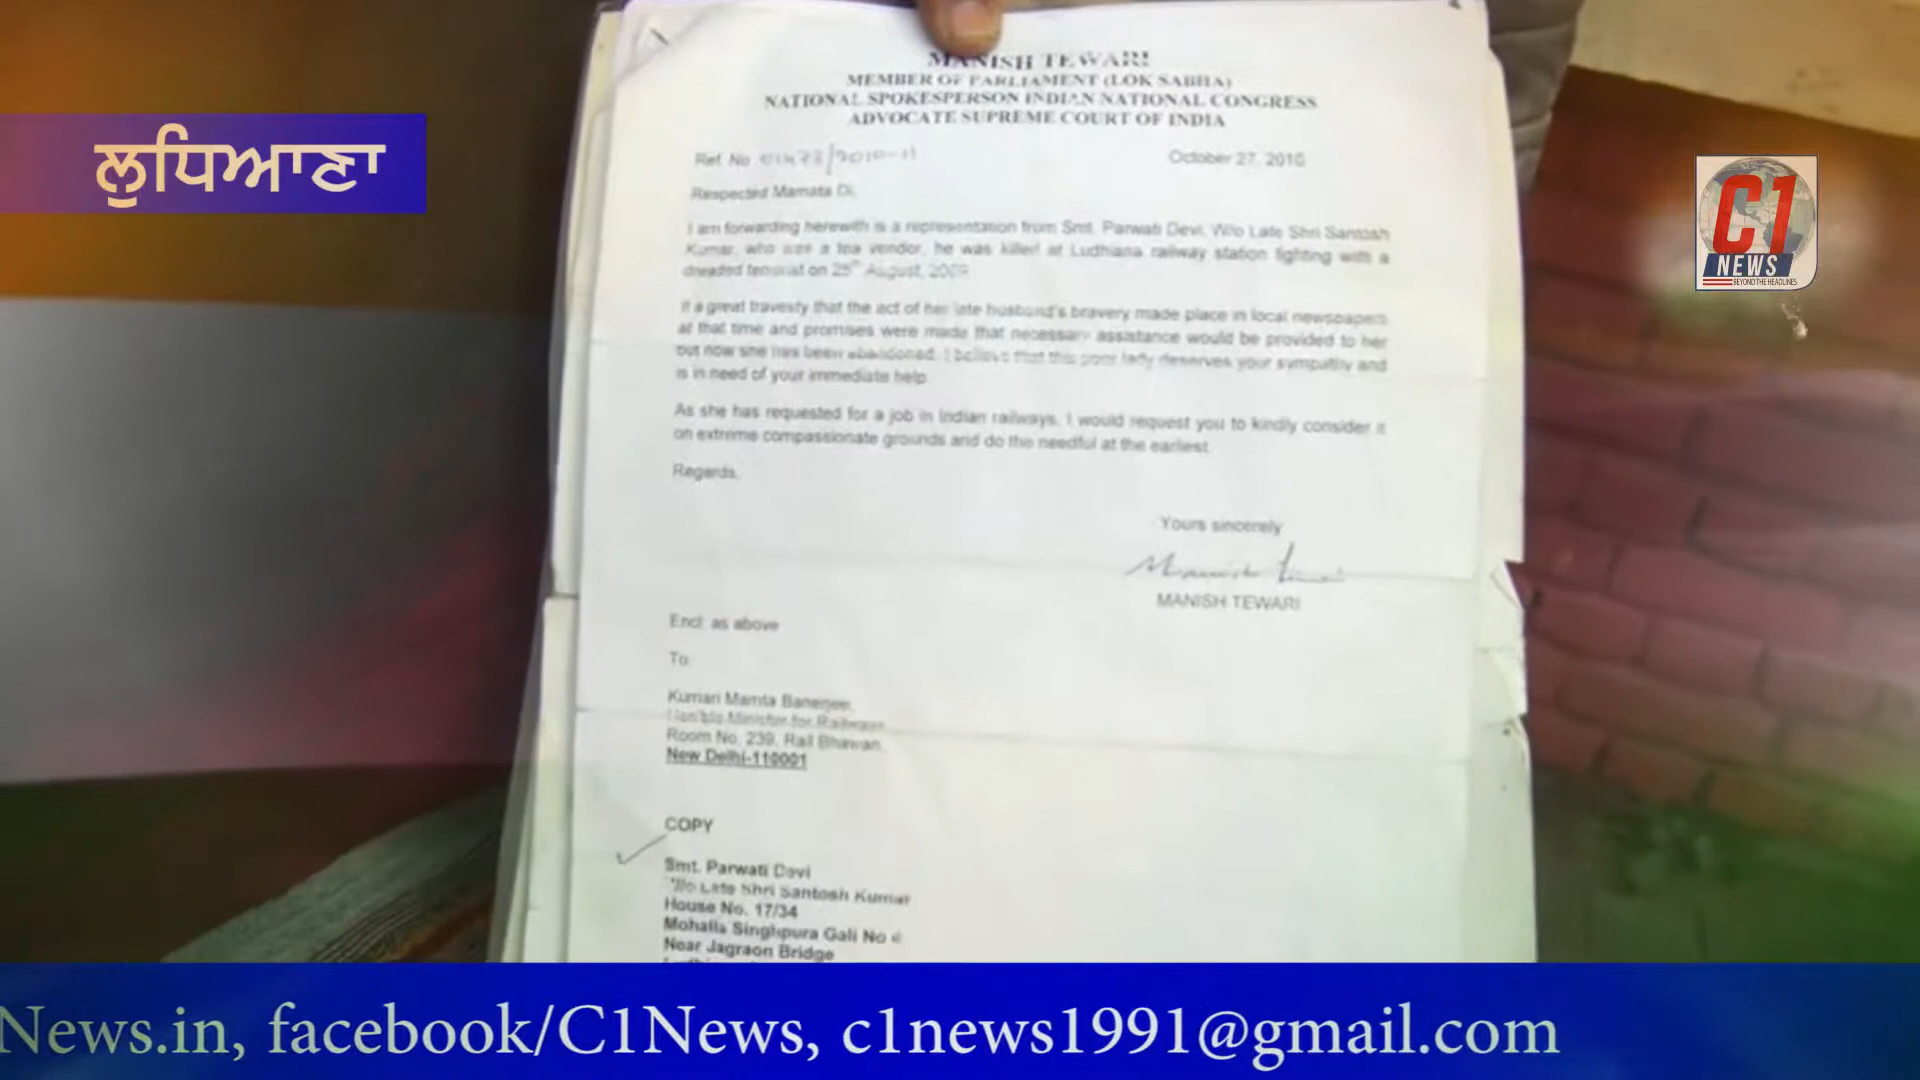 MANISH TEWARI
MEMBER OF PARLIAMENT (LOK SABHA)
NATIONAL SPOKESPERSON INDIAN NATIONAL CONGRESS
ADVOCATE SUPREME COURT OF INDIA
ਲੁਧਿਆਣਾ
Ref. No /2010-11
October 27, 2010
Respected Mamata Di,
I am forwarding herewith is a representation from Smt. Parwati Devi, W/o Late Shri Santosh
Kumar, who was a tea vendor, he was killed at Ludhiana railway station fighting with a
dreaded terrorist on 25th August, 2009
It a great travesty that the act of her late husband's bravery made place in local newspapers
at that time and promises were made that necessary assistance would be provided to her
but now she has been abandoned. I believe that this poor lady deserves your sympathy and
is in need of your immediate help.
As she has requested for a job in Indian railways, I would request you to kindly consider it
on extreme compassionate grounds and do the needful at the earliest.
Regards,
Yours sincerely
Manish Tewari
MANISH TEWARI
Encl: as above
To
Kumari Mamta Banerjee,
Hon'ble Minister for Railways
Room No. 239, Rail Bhawan,
New Delhi-110001
COPY
Smt. Parwati Devi
W/o Late Shri Santosh Kumar
House No. 17/34
Mohalla Singhpura Gali No
Near Jagraon Bridge
C1
NEWS
BEYOND THE HEADLINES
News.in, facebook/C1News, c1news1991@gmail.com